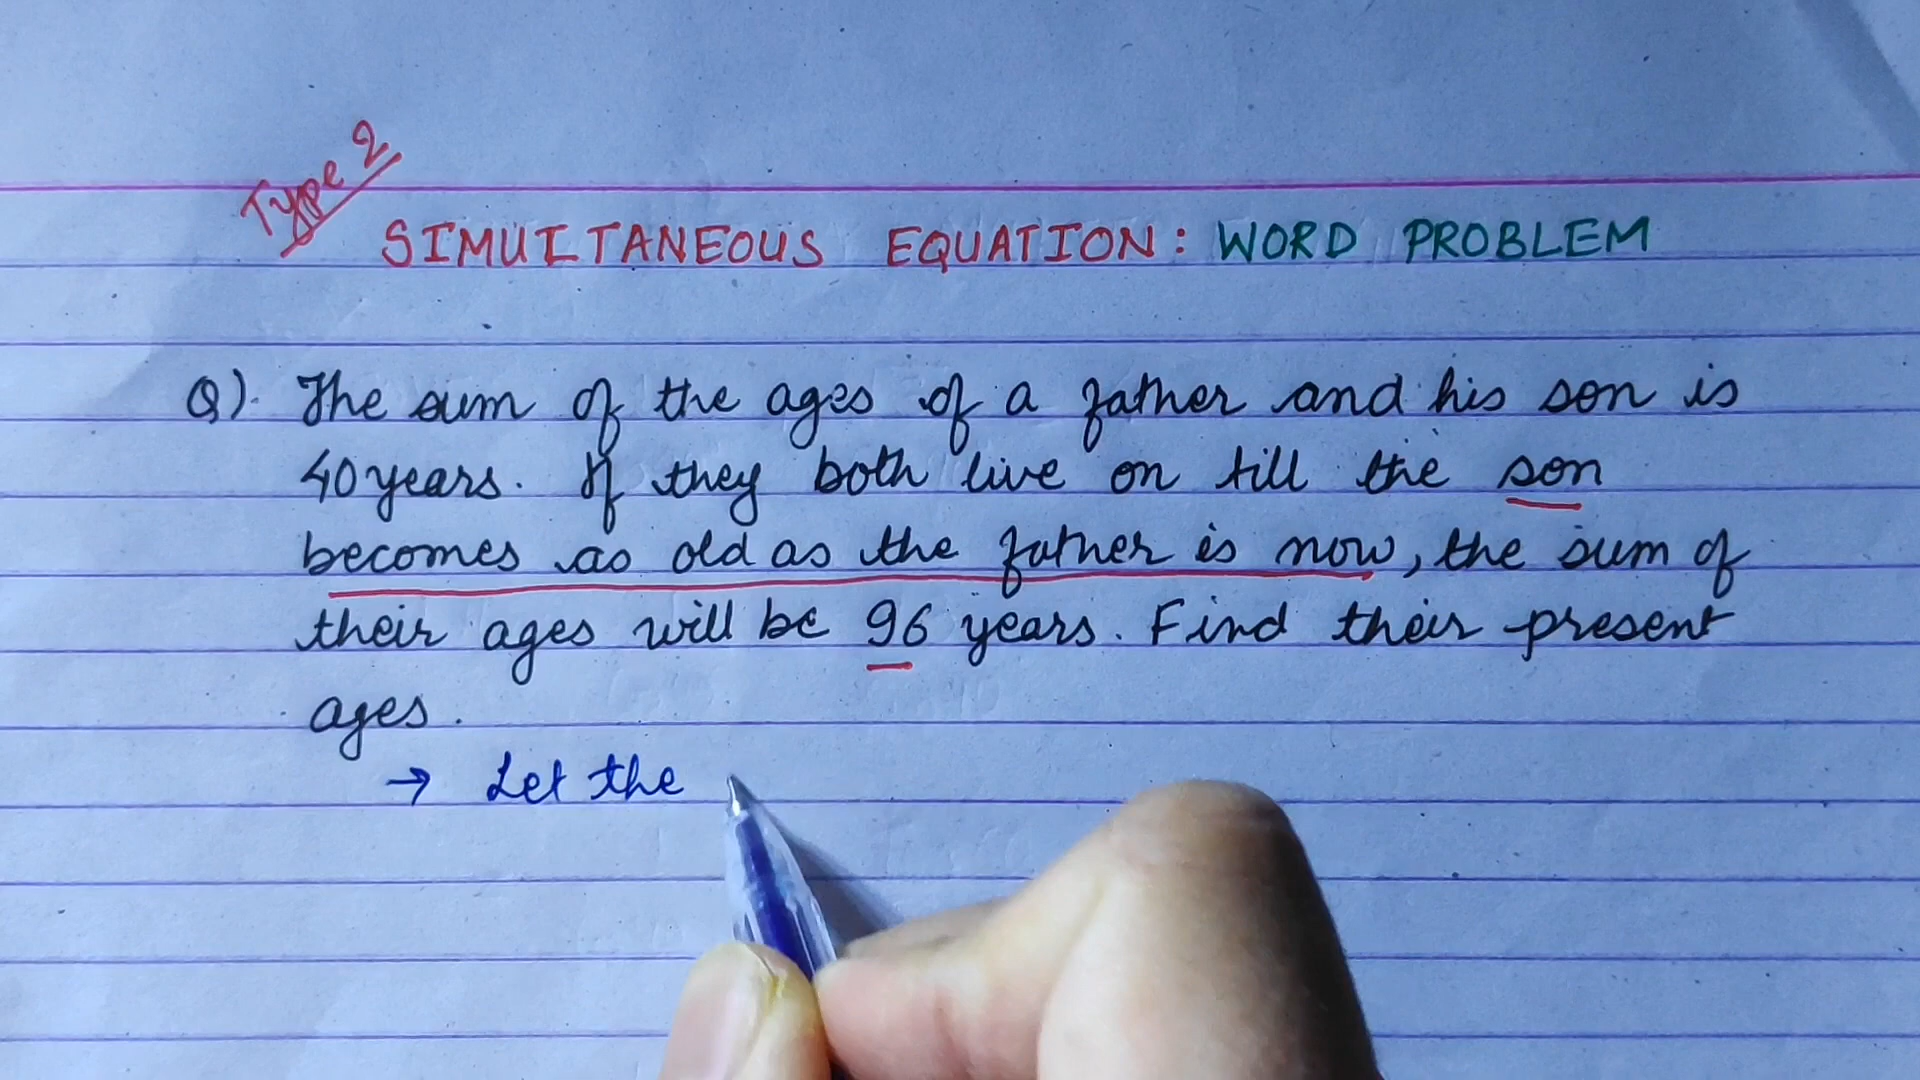 Type 2
SIMULTANEOUS EQUATION: WORD PROBLEM
Q). The sum of the ages of a father and his son is
40 years. If they both live on till the son
becomes as old as the father is now, the sum of
their ages will be 96 years. Find their present
ages.
→ Let the